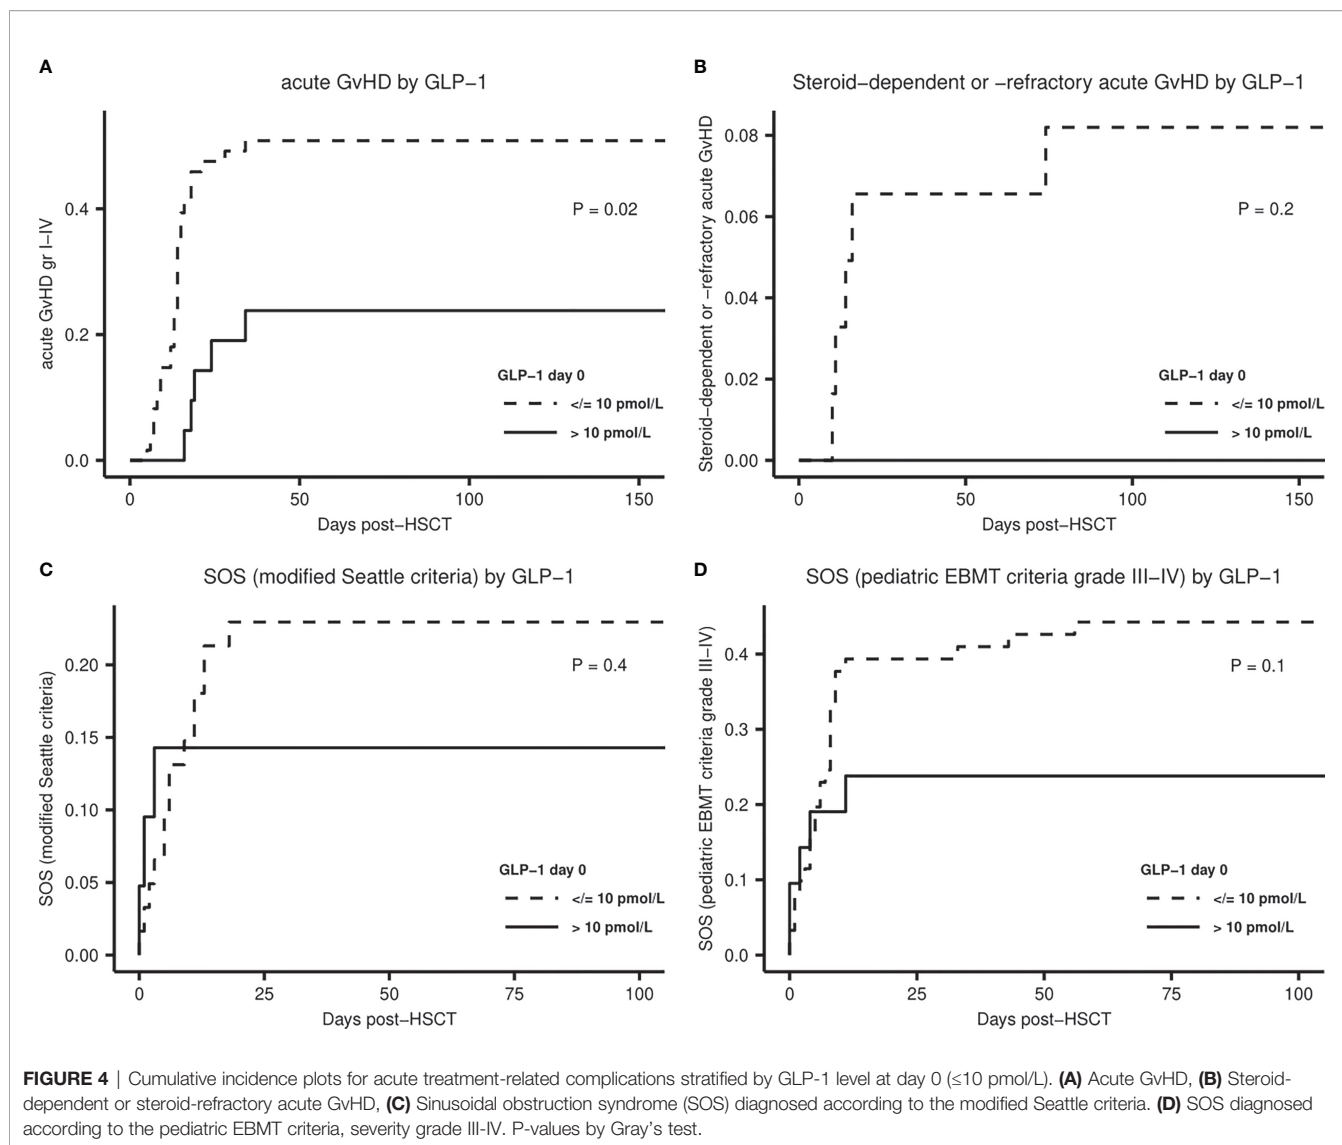 A
acute GvHD by GLP−1
acute GvHD gr I−IV
0.4
0.2
0.0
P = 0.02
GLP−1 day 0
</= 10 pmol/L
> 10 pmol/L
0
50
100
150
Days post−HSCT
B
Steroid−dependent or −refractory acute GvHD by GLP−1
Steroid−dependent or −refractory acute GvHD
0.08
0.06
0.04
0.02
0.00
P = 0.2
GLP−1 day 0
</= 10 pmol/L
> 10 pmol/L
0
50
100
150
Days post−HSCT
C
SOS (modified Seattle criteria) by GLP−1
SOS (modified Seattle criteria)
0.20
0.15
0.10
0.05
0.00
P = 0.4
GLP−1 day 0
</= 10 pmol/L
> 10 pmol/L
0
25
50
75
100
Days post−HSCT
D
SOS (pediatric EBMT criteria grade III−IV) by GLP−1
SOS (pediatric EBMT criteria grade III−IV)
0.4
0.3
0.2
0.1
0.0
P = 0.1
GLP−1 day 0
</= 10 pmol/L
> 10 pmol/L
0
25
50
75
100
Days post−HSCT
FIGURE 4 | Cumulative incidence plots for acute treatment-related complications stratified by GLP-1 level at day 0 (≤10 pmol/L). (A) Acute GvHD, (B) Steroid-
dependent or steroid-refractory acute GvHD, (C) Sinusoidal obstruction syndrome (SOS) diagnosed according to the modified Seattle criteria. (D) SOS diagnosed
according to the pediatric EBMT criteria, severity grade III-IV. P-values by Gray's test.